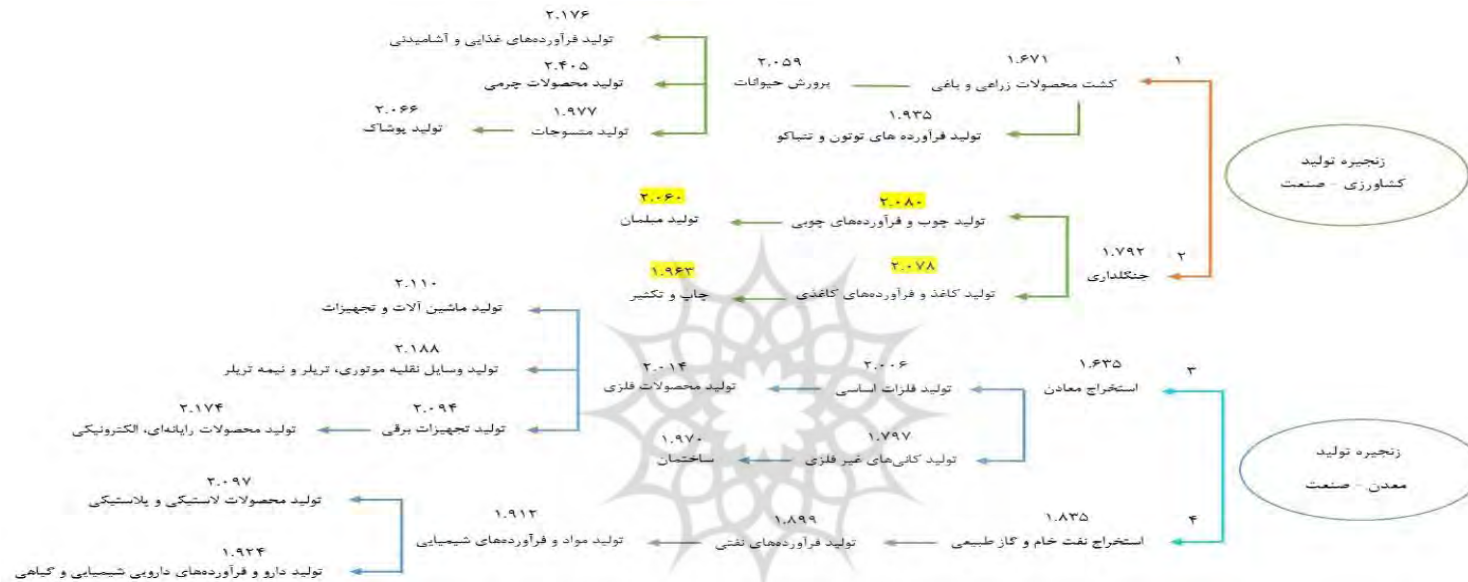 زنجیره تولید
کشاورزی - صنعت
۱
۱.۶۷۱
کشت محصولات زراعی و باغی
۲.۰۵۹
پرورش حیوانات
۲.۱۷۶
تولید فرآورده‌های غذایی و آشامیدنی
۲.۴۰۵
تولید محصولات چرمی
۱.۹۷۷
تولید منسوجات
۲.۰۶۶
تولید پوشاک
۱.۹۳۵
تولید فرآورده های توتون و تنباکو
۲
۱.۷۹۲
جنگلداری
۲.۰۸۰
تولید چوب و فرآورده‌های چوبی
۲.۰۶۰
تولید مبلمان
۲.۰۷۸
تولید کاغذ و فرآورده‌های کاغذی
۱.۹۶۳
چاپ و تکثیر
زنجیره تولید
معدن - صنعت
۳
۱.۶۳۵
استخراج معادن
۲.۰۰۶
تولید فلزات اساسی
۲.۰۱۴
تولید محصولات فلزی
۲.۱۱۰
تولید ماشین آلات و تجهیزات
۲.۱۸۸
تولید وسایل نقلیه موتوری، تریلر و نیمه تریلر
۲.۰۹۴
تولید تجهیزات برقی
۲.۱۷۴
تولید محصولات رایانه‌ای، الکترونیکی
۱.۷۹۷
تولید کانی‌های غیر فلزی
۱.۹۷۰
ساختمان
۴
۱.۸۳۵
استخراج نفت خام و گاز طبیعی
۱.۸۹۹
تولید فرآورده‌های نفتی
۱.۹۱۲
تولید مواد و فرآورده‌های شیمیایی
۲.۰۹۷
تولید محصولات لاستیکی و پلاستیکی
۱.۹۲۴
تولید دارو و فرآورده‌های دارویی شیمیایی و گیاهی